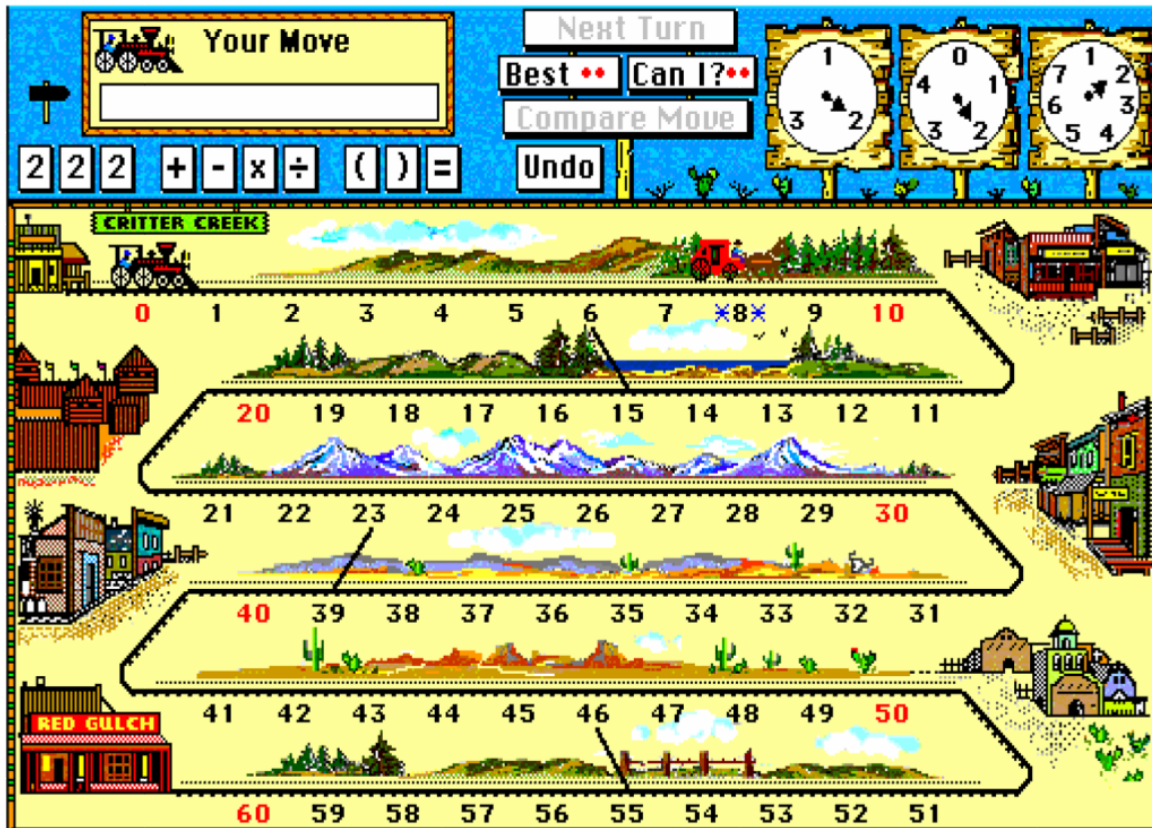 Your Move
Next Turn
Best •• Can I?••
Compare Move
2 2 2 + - x ÷ ( ) = Undo
1 2 3
0 1 2 3 4
1 2 3 4 5 6 7
CRITTER CREEK
0 1 2 3 4 5 6 7 *8* 9 10
20 19 18 17 16 15 14 13 12 11
21 22 23 24 25 26 27 28 29 30
40 39 38 37 36 35 34 33 32 31
41 42 43 44 45 46 47 48 49 50
RED GULCH
60 59 58 57 56 55 54 53 52 51